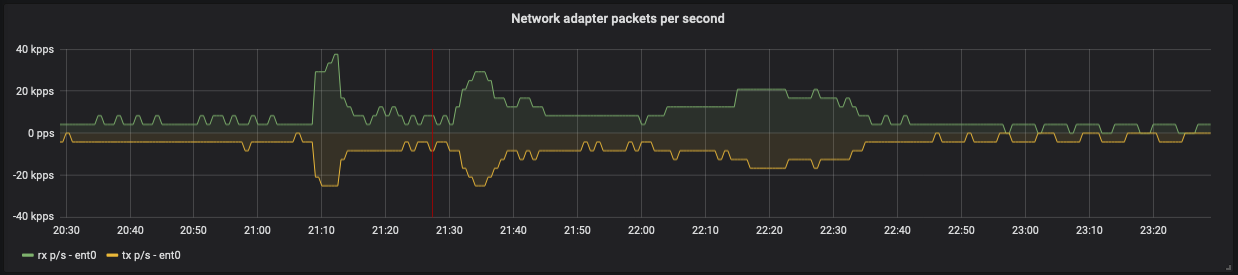 Network adapter packets per second
40 kpps
20 kpps
0 pps
-20 kpps
-40 kpps
20:30 20:40 20:50 21:00 21:10 21:20 21:30 21:40 21:50 22:00 22:10 22:20 22:30 22:40 22:50 23:00 23:10 23:20
rx p/s - ent0 tx p/s - ent0